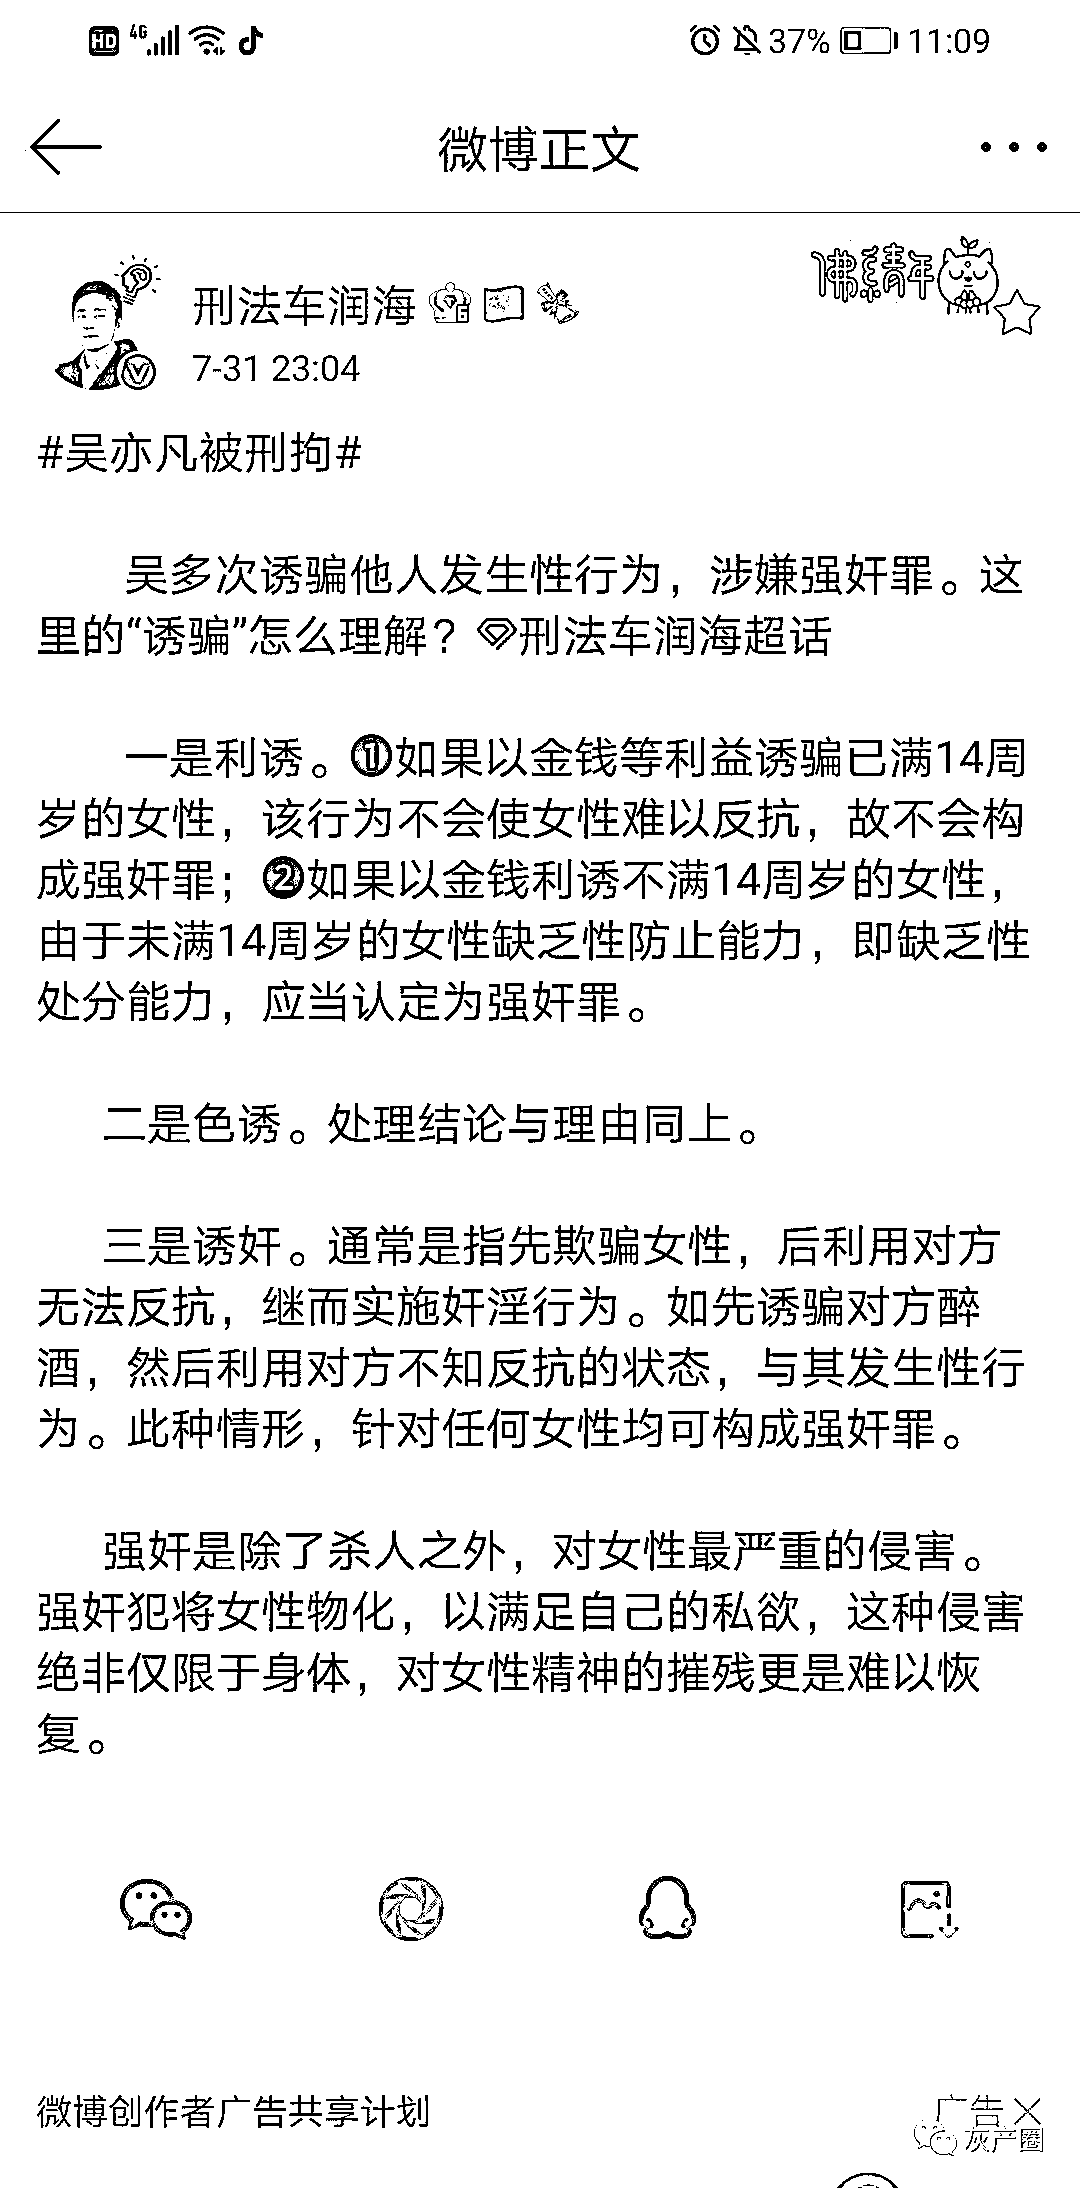 HD 4G 37% 11:09
微博正文
刑法车润海
佛系青年
7-31 23:04
#吴亦凡被刑拘#
吴多次诱骗他人发生性行为，涉嫌强奸罪。这
里的“诱骗”怎么理解？刑法车润海超话
一是利诱。①如果以金钱等利益诱骗已满14周
岁的女性，该行为不会使女性难以反抗，故不会构
成强奸罪；②如果以金钱利诱不满14周岁的女性，
由于未满14周岁的女性缺乏性防止能力，即缺乏性
处分能力，应当认定为强奸罪。
二是色诱。处理结论与理由同上。
三是诱奸。通常是指先欺骗女性，后利用对方
无法反抗，继而实施奸淫行为。如先诱骗对方醉
酒，然后利用对方不知反抗的状态，与其发生性行
为。此种情形，针对任何女性均可构成强奸罪。
强奸是除了杀人之外，对女性最严重的侵害。
强奸犯将女性物化，以满足自己的私欲，这种侵害
绝非仅限于身体，对女性精神的摧残更是难以恢
复。
微博创作者广告共享计划
广告
灰产圈